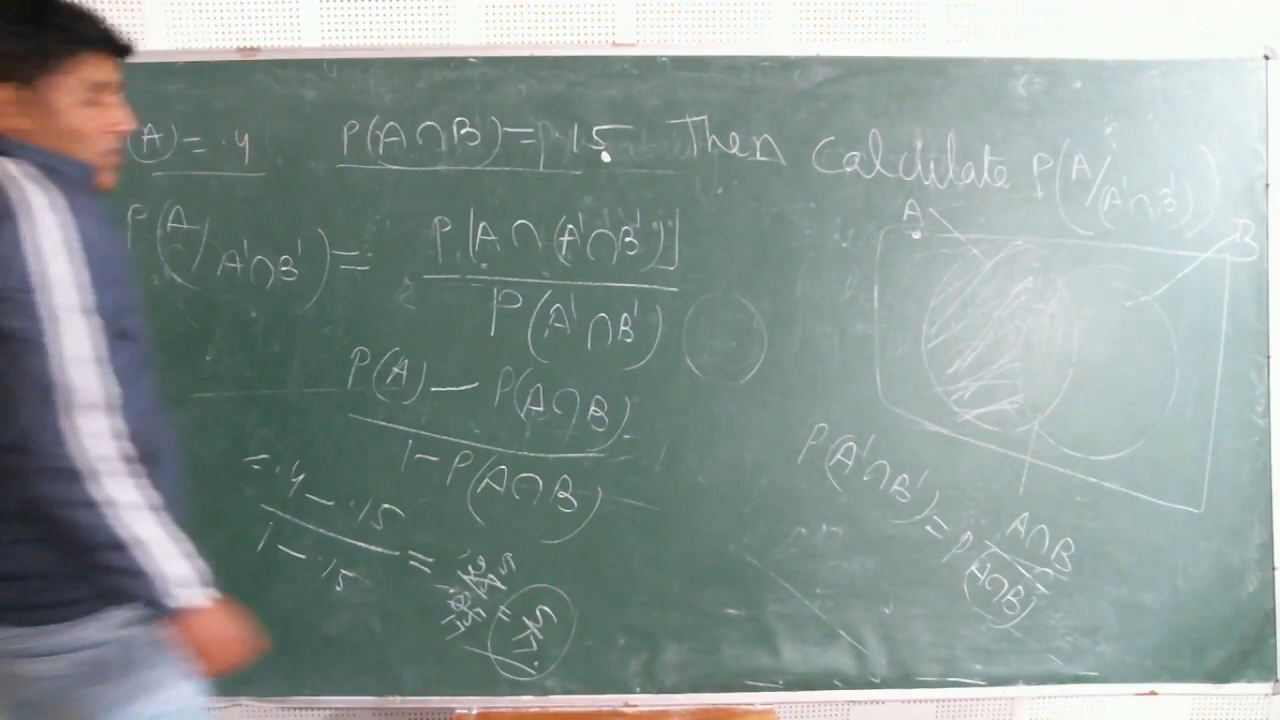 (A) = .4 P(A∩B) = .15 Then Calculate P(A/(A'∩B'))
P(A/A'∩B') = P[A∩(A'∩B')]
P(A'∩B')
P(A) − P(A∩B)
1 − P(A∩B)
= .4 − .15
1 − .15 =
A
B
P(A'∩B') = P
A∩B
(A∩B)